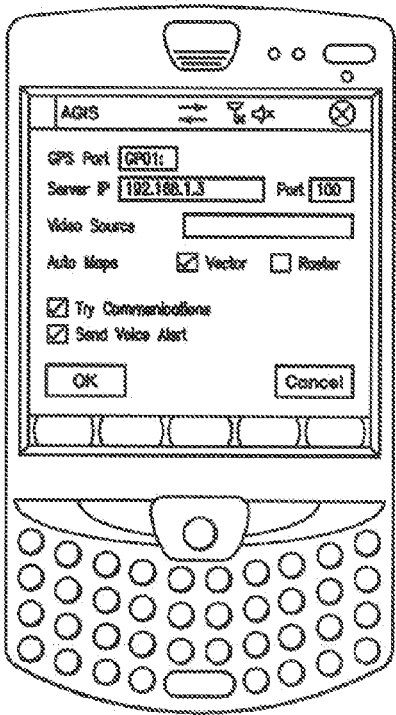 AGIS
GPS Port GP01:
Server IP 192.168.1.3 Port 100
Video Source
Auto Maps Vector Raster
Try Communications
Send Voice Alert
OK Cancel